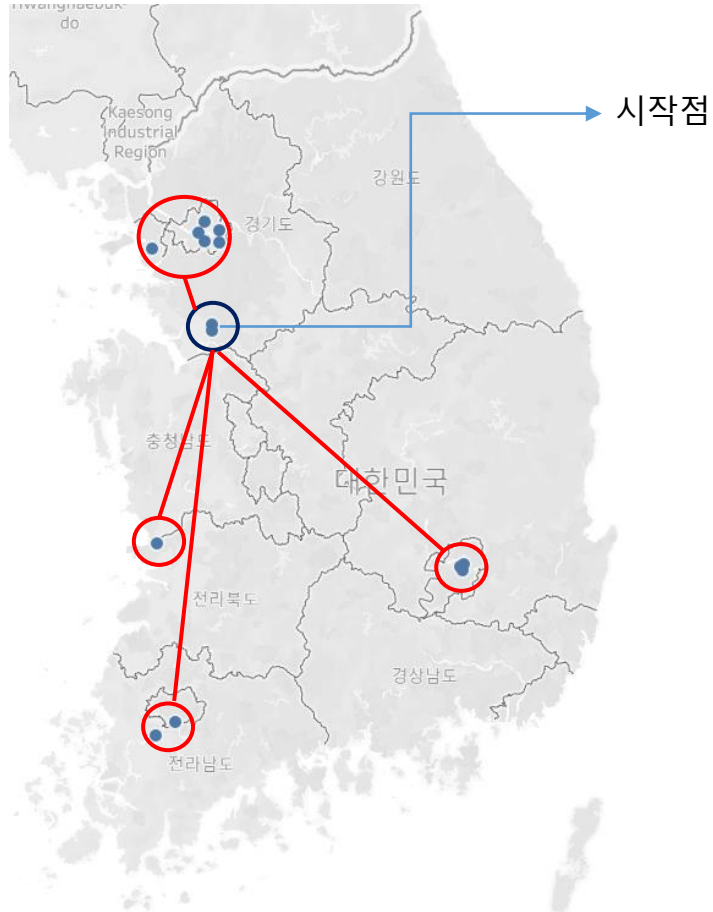 do
Kaesong
Industrial
Region
시작점
강원도
경기도
충청남도
대한민국
전라북도
경상남도
전라남도